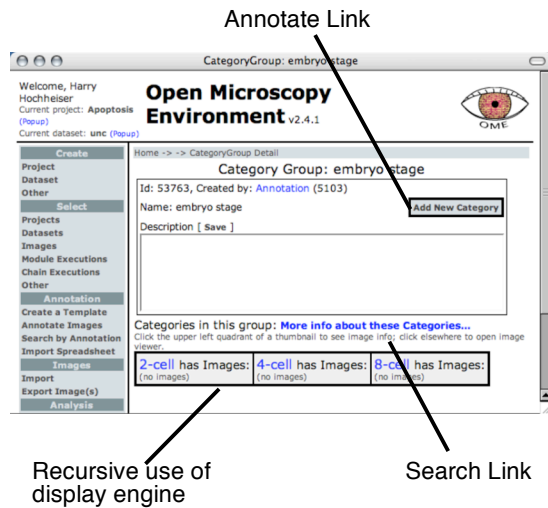 Annotate Link
CategoryGroup: embryo stage
Welcome, Harry
Hochheiser
Current project: Apoptosis
(Popup)
Current dataset: unc (Popup)
Open Microscopy
Environment v2.4.1
OME
Create
Project
Dataset
Other
Select
Projects
Datasets
Images
Module Executions
Chain Executions
Other
Annotation
Create a Template
Annotate Images
Search by Annotation
Import Spreadsheet
Images
Import
Export Image(s)
Analysis
Home -> -> CategoryGroup Detail
Category Group: embryo stage
Id: 53763, Created by: Annotation (5103)
Name: embryo stage
Add New Category
Description [ Save ]
Categories in this group: More info about these Categories...
Click the upper left quadrant of a thumbnail to see image info; click elsewhere to open image
viewer.
2-cell has Images: 4-cell has Images: 8-cell has Images:
(no images) (no images) (no images)
Recursive use of
display engine
Search Link